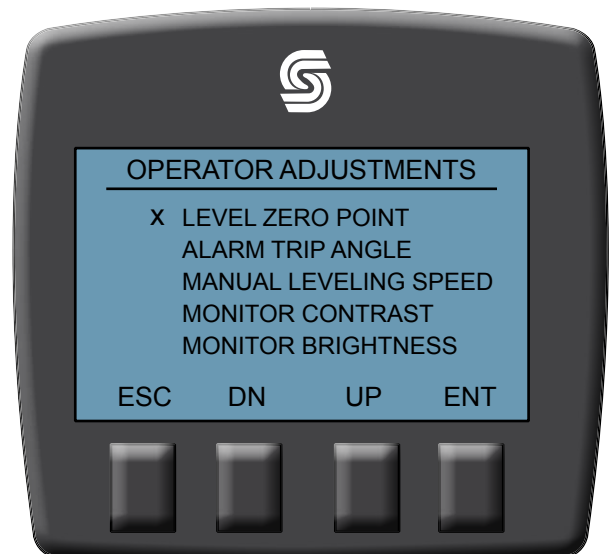 OPERATOR ADJUSTMENTS
X LEVEL ZERO POINT
ALARM TRIP ANGLE
MANUAL LEVELING SPEED
MONITOR CONTRAST
MONITOR BRIGHTNESS
ESC DN UP ENT